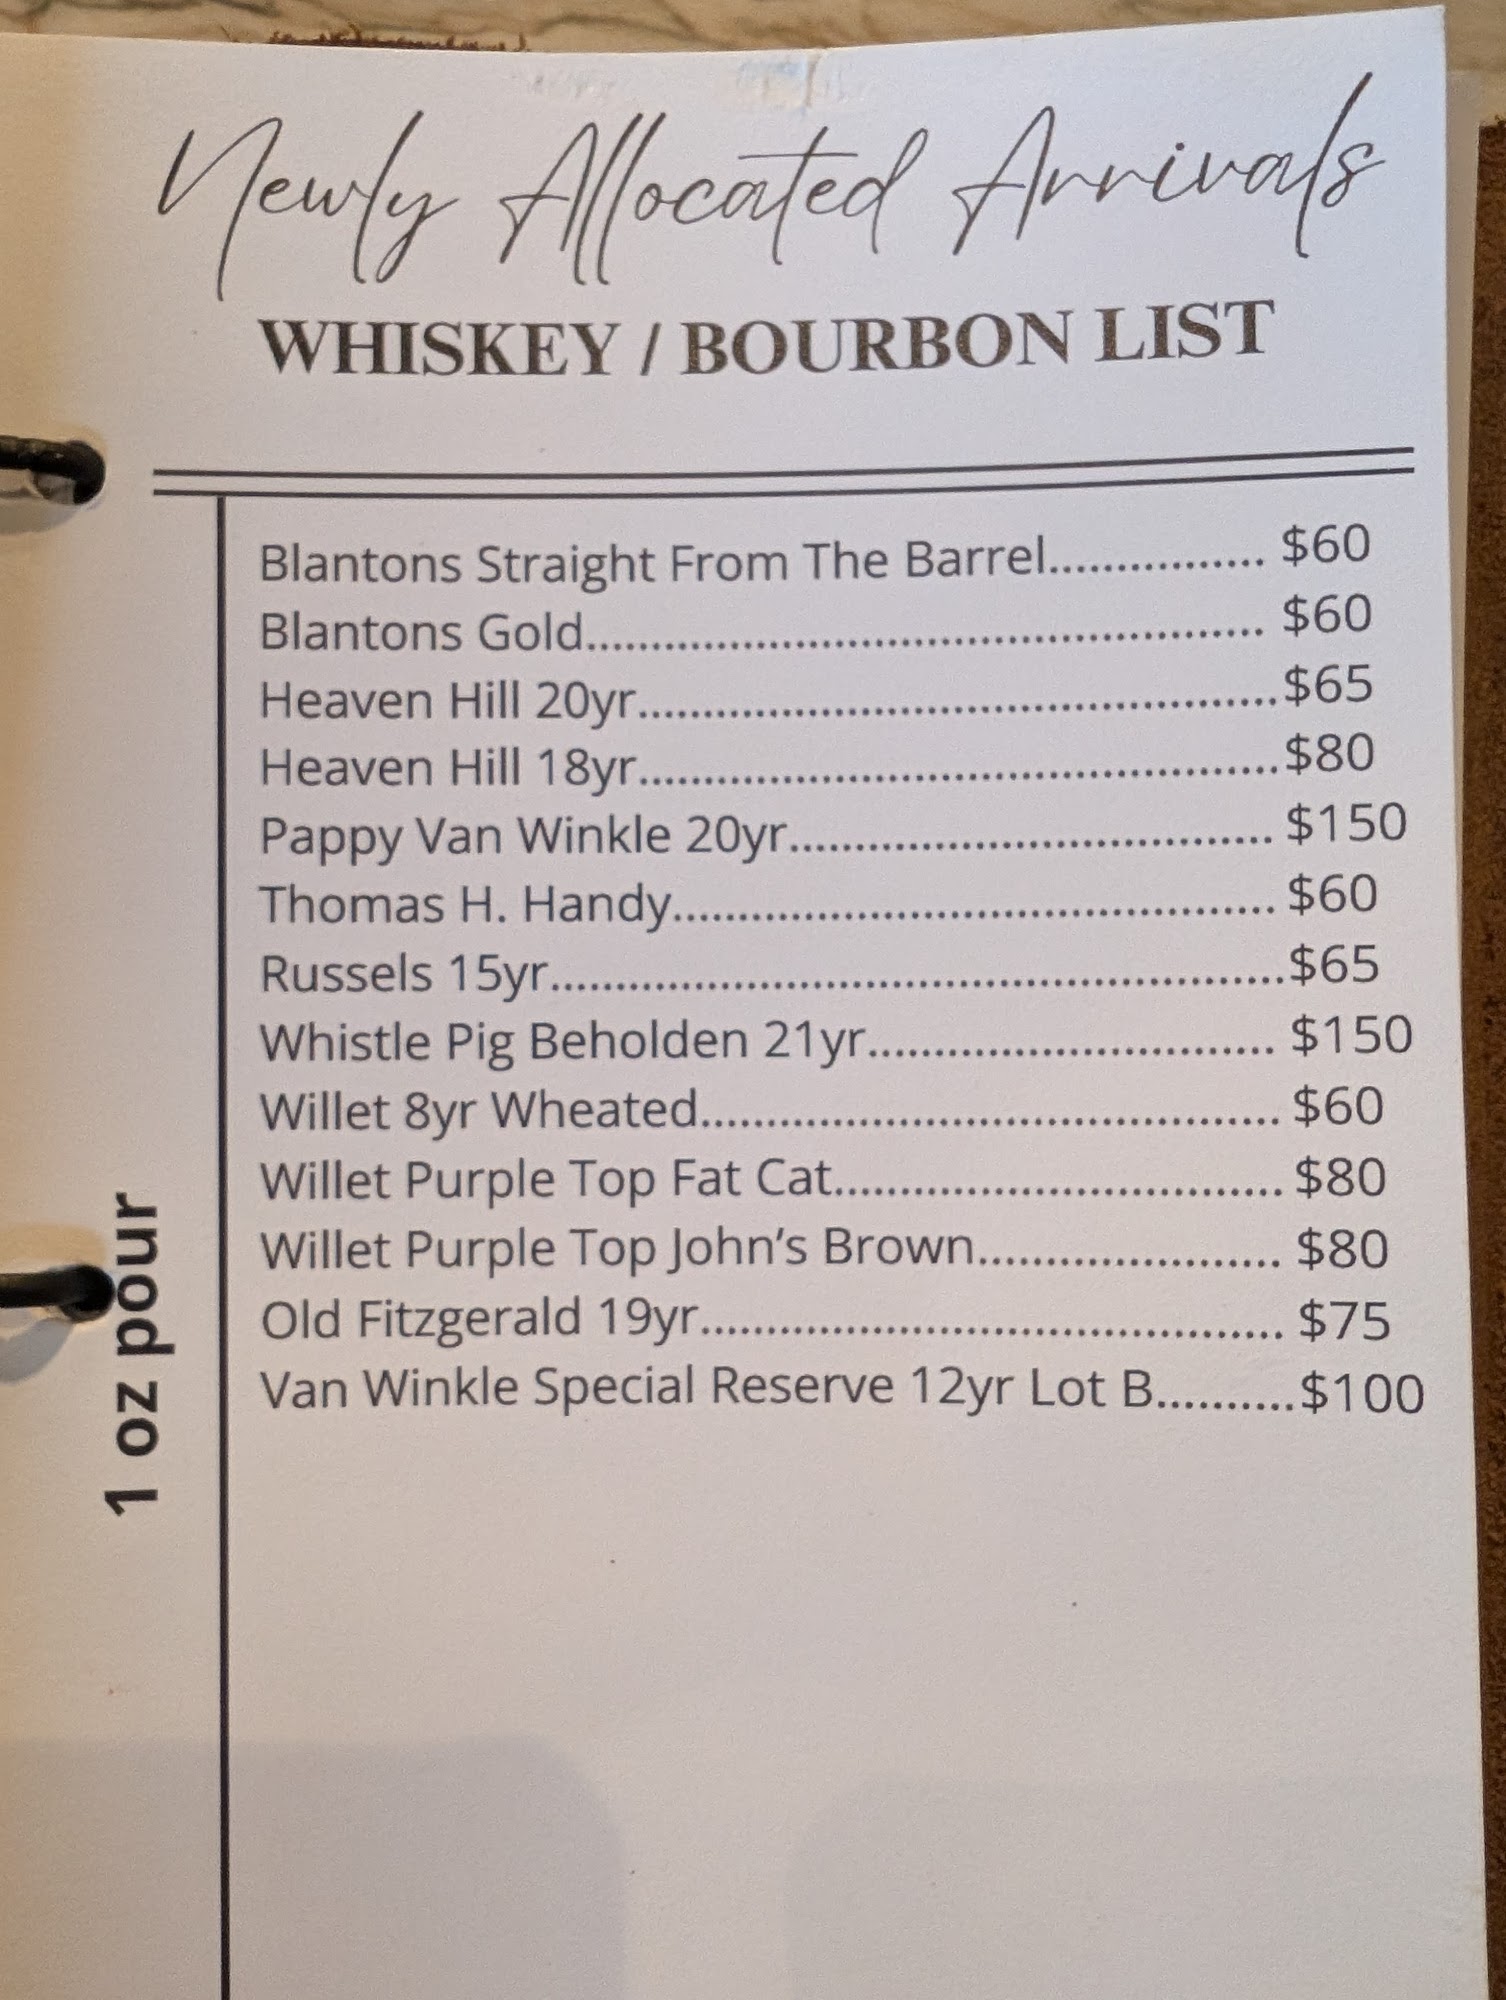 Newly Allocated Arrivals
WHISKEY / BOURBON LIST
Blantons Straight From The Barrel................ $60
Blantons Gold.................................................... $60
Heaven Hill 20yr.................................................$65
Heaven Hill 18yr.................................................$80
Pappy Van Winkle 20yr..................................... $150
Thomas H. Handy.............................................. $60
Russels 15yr........................................................$65
Whistle Pig Beholden 21yr............................... $150
Willet 8yr Wheated............................................ $60
Willet Purple Top Fat Cat.................................. $80
Willet Purple Top John's Brown....................... $80
Old Fitzgerald 19yr............................................ $75
Van Winkle Special Reserve 12yr Lot B..........$100
1 oz pour